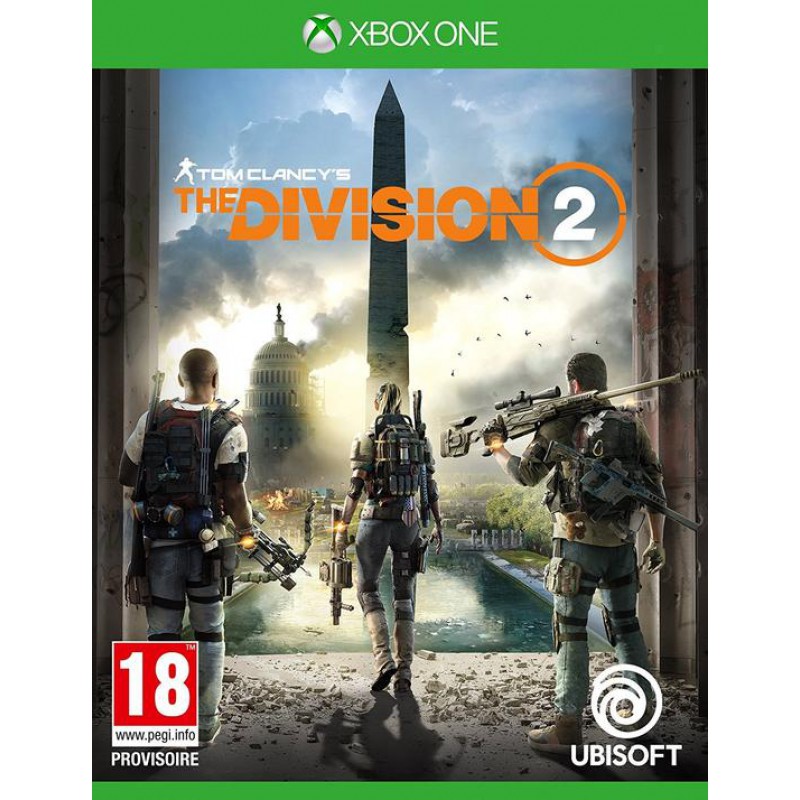 XBOX ONE
TOM CLANCY'S
THE DIVISION 2
18
www.pegi.info
PROVISOIRE
UBISOFT